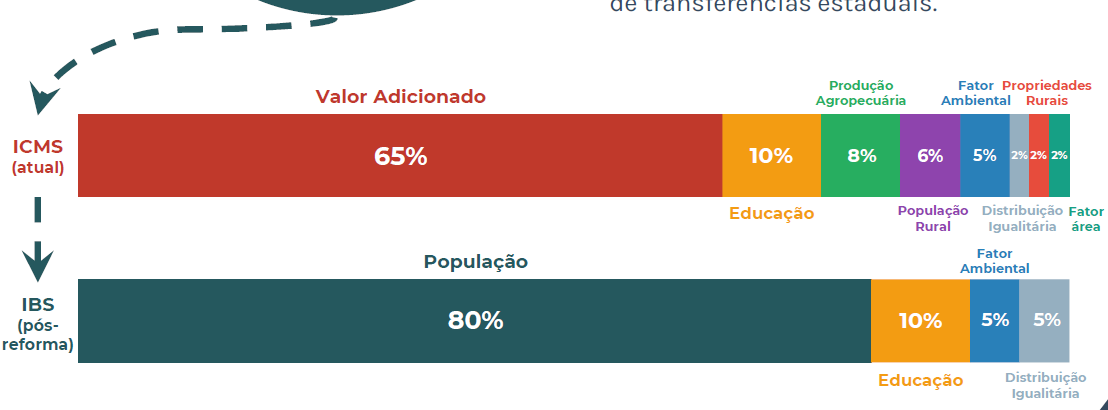 de transferências estaduais.
Valor Adicionado
Produção
Agropecuária
Fator
Ambiental
Propriedades
Rurais
ICMS
(atual)
65%
10%
8%
6%
5%
2%
2%
2%
Educação
População
Rural
Distribuição
Igualitária
Fator
área
População
Fator
Ambiental
IBS
(pós-
reforma)
80%
10%
5%
5%
Educação
Distribuição
Igualitária